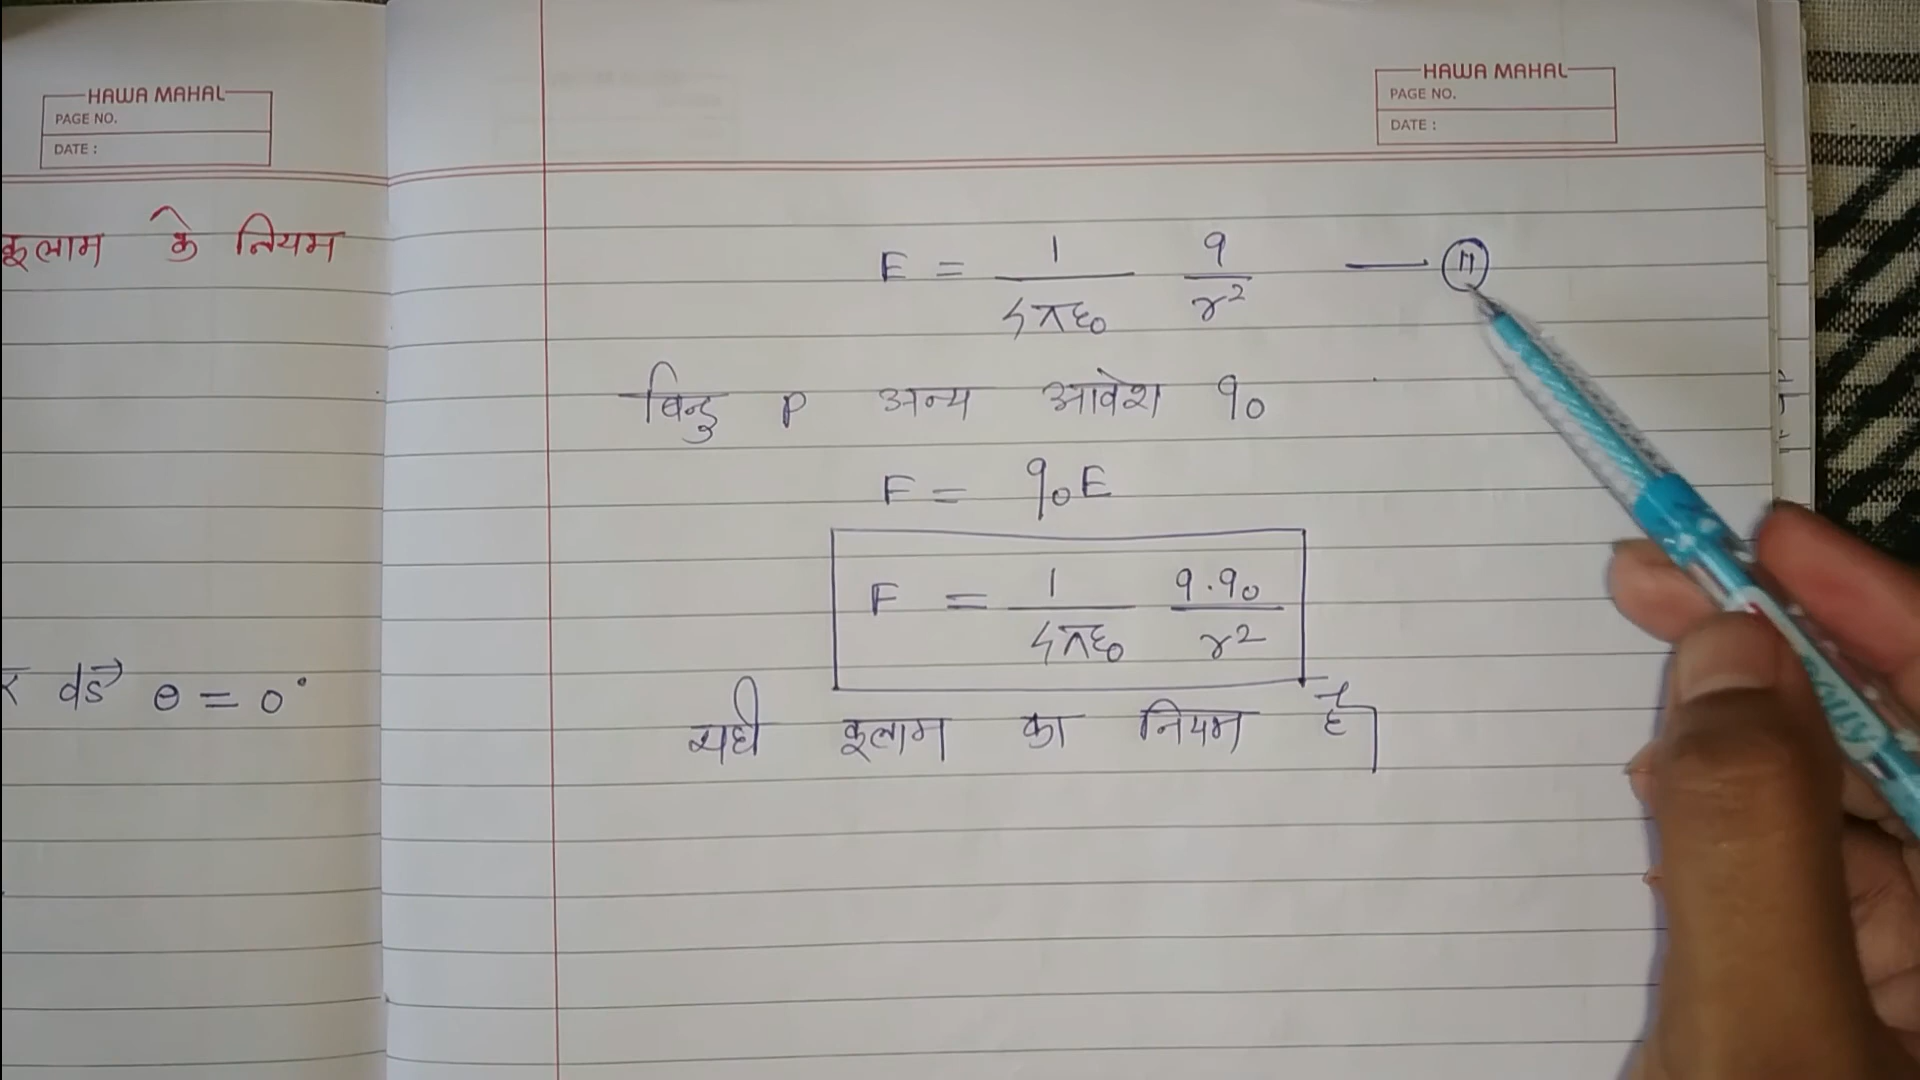 HAWA MAHAL
PAGE NO.
DATE :
कूलाम के नियम
र ds⃗ θ = 0°
HAWA MAHAL
PAGE NO.
DATE :
E = 1/4πε₀ q/r² — (11)
बिन्दु P अन्य आवेश q₀
F = q₀E
F = 1/4πε₀ q.q₀/r²
यही कूलाम का नियम है।